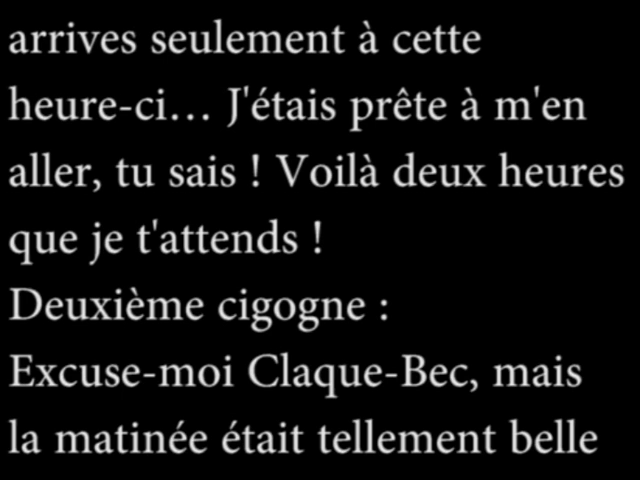 arrives seulement à cette
heure-ci… J'étais prête à m'en
aller, tu sais ! Voilà deux heures
que je t'attends !
Deuxième cigogne :
Excuse-moi Claque-Bec, mais
la matinée était tellement belle